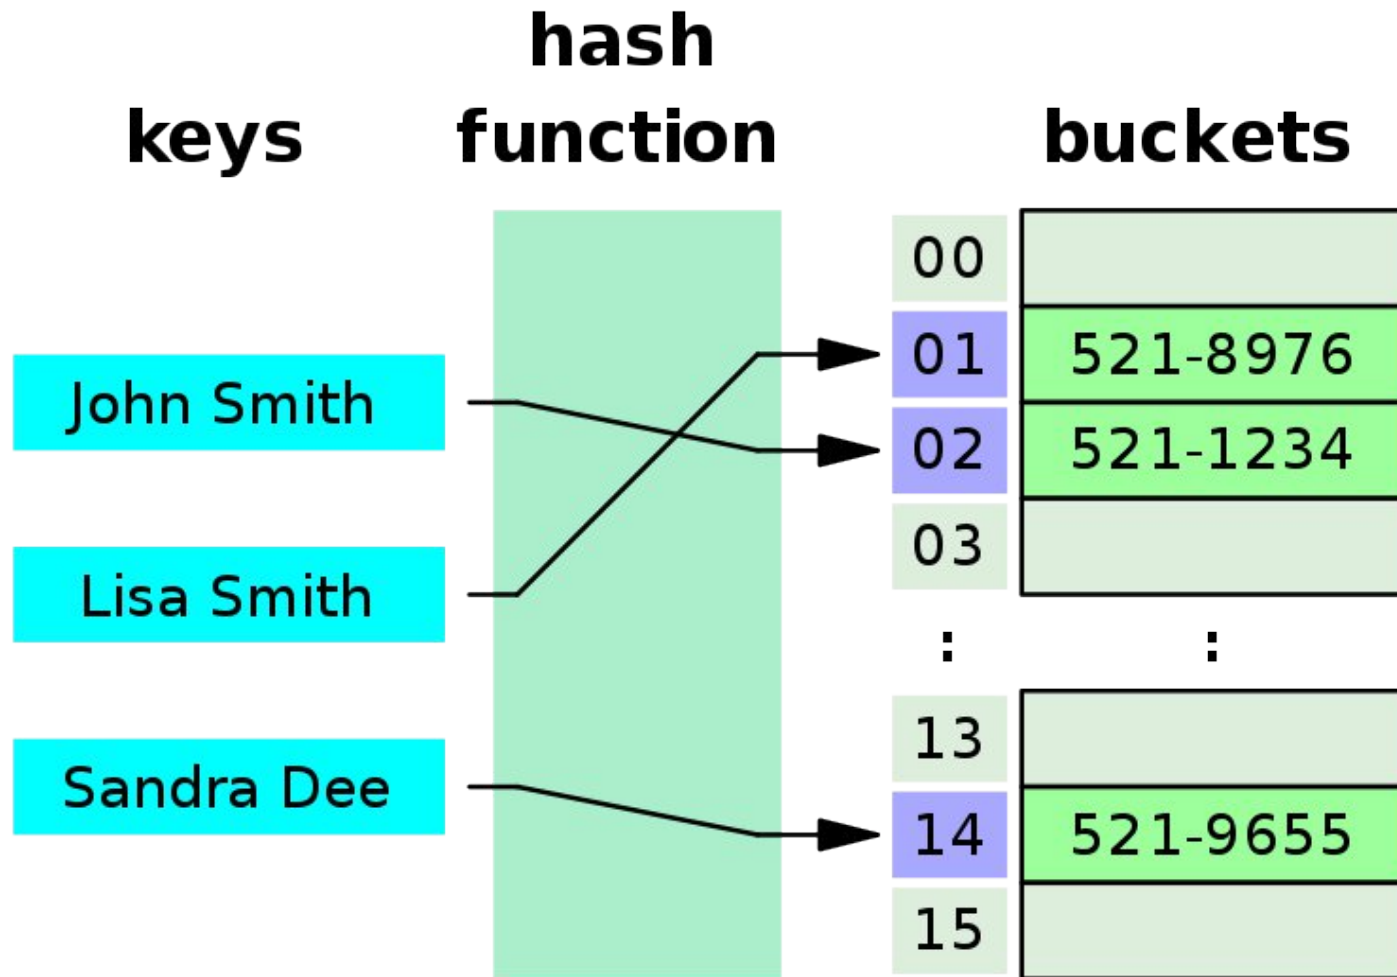 hash
keys function buckets
00
01 521-8976
John Smith
02 521-1234
03
Lisa Smith
: :
13
Sandra Dee
14 521-9655
15